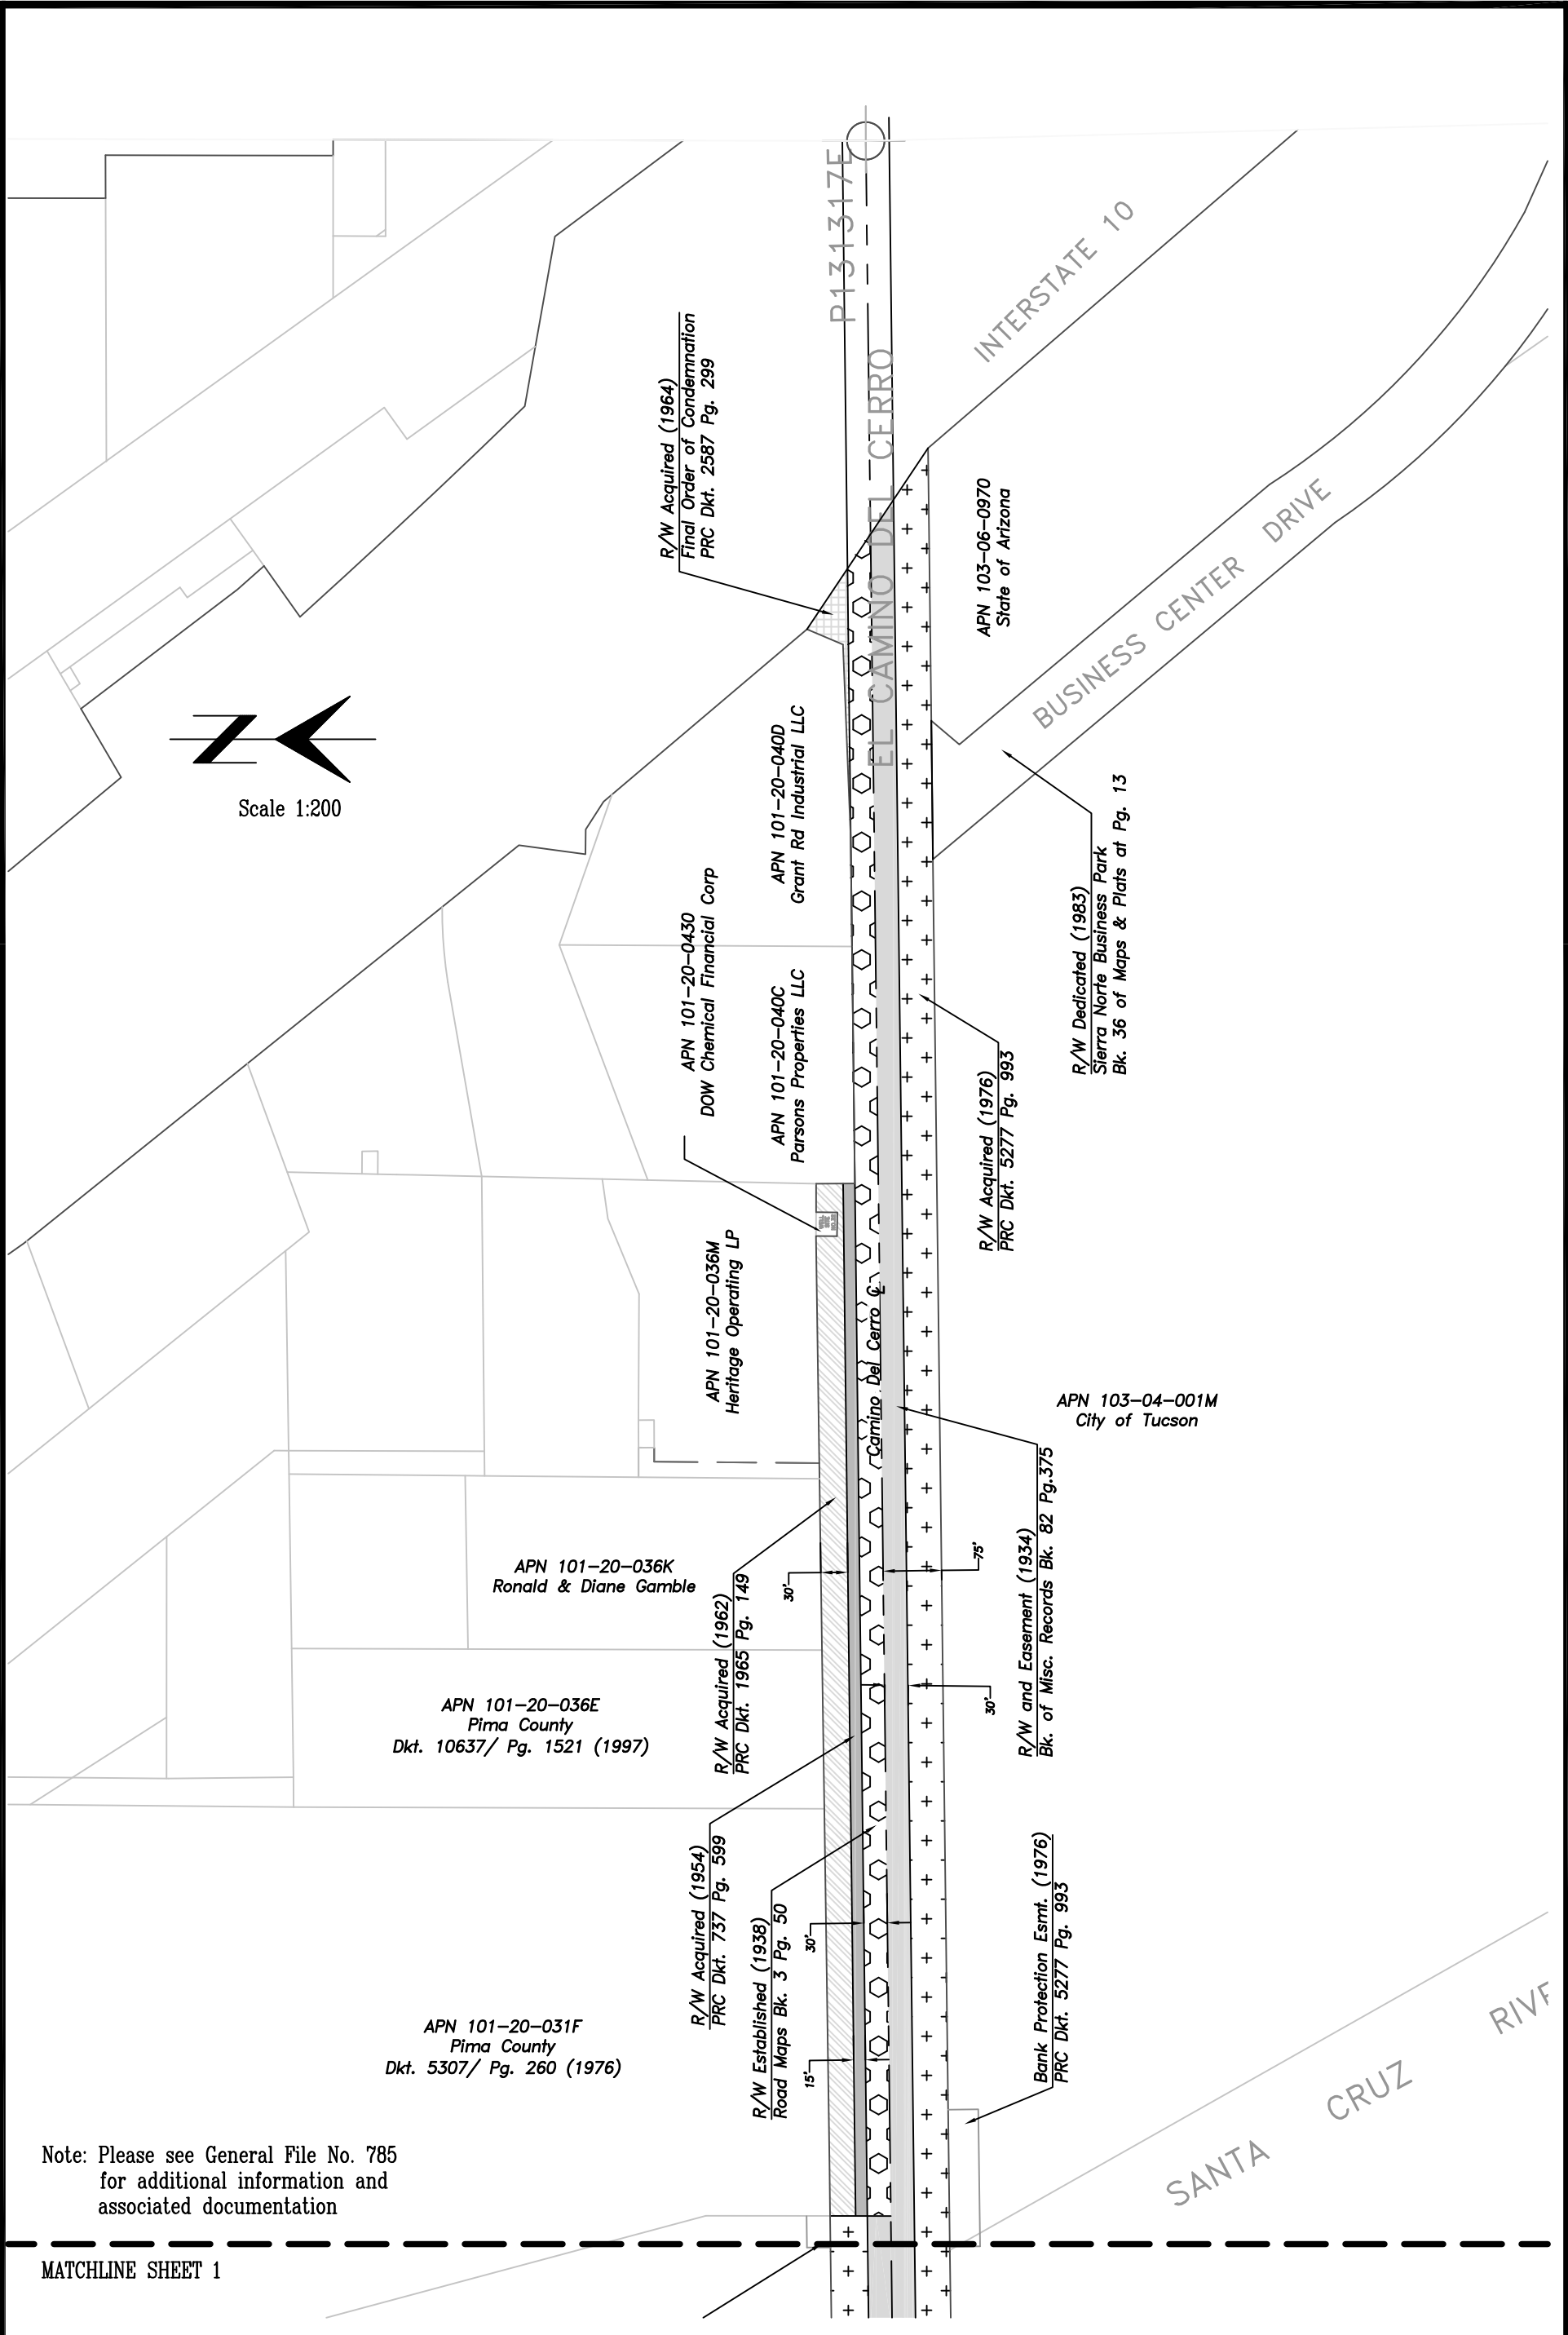 P131317E
INTERSTATE 10
EL CAMINO DEL CERRO
R/W Acquired (1964)
Final Order of Condemnation
PRC Dkt. 2587 Pg. 299
APN 103-06-0970
State of Arizona
BUSINESS CENTER DRIVE
N
Scale 1:200
APN 101-20-040D
Grant Rd Industrial LLC
R/W Dedicated (1983)
Sierra Norte Business Park
Bk. 36 of Maps & Plats at Pg. 13
APN 101-20-0430
DOW Chemical Financial Corp
APN 101-20-040C
Parsons Properties LLC
R/W Acquired (1976)
PRC Dkt. 5277 Pg. 993
APN 101-20-036M
Heritage Operating LP
Camino Del Cerro ℄
APN 103-04-001M
City of Tucson
APN 101-20-036K
Ronald & Diane Gamble
R/W Acquired (1962)
PRC Dkt. 1965 Pg. 149
30'
75'
R/W and Easement (1934)
Bk. of Misc. Records Bk. 82 Pg.375
30'
APN 101-20-036E
Pima County
Dkt. 10637/ Pg. 1521 (1997)
R/W Acquired (1954)
PRC Dkt. 737 Pg. 599
R/W Established (1938)
Road Maps Bk. 3 Pg. 50
30'
15'
Bank Protection Esmt. (1976)
PRC Dkt. 5277 Pg. 993
APN 101-20-031F
Pima County
Dkt. 5307/ Pg. 260 (1976)
SANTA CRUZ RIVE
Note: Please see General File No. 785
for additional information and
associated documentation
MATCHLINE SHEET 1